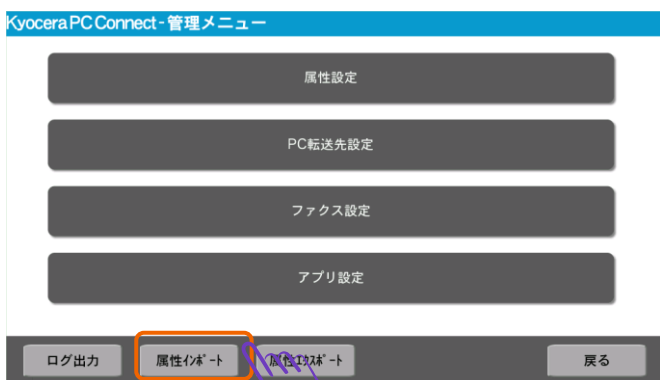 Kyocera PC Connect - 管理メニュー
属性設定
PC転送先設定
ファクス設定
アプリ設定
ログ出力 属性ｲﾝﾎﾟｰﾄ 属性ｴｸｽﾎﾟｰﾄ 戻る